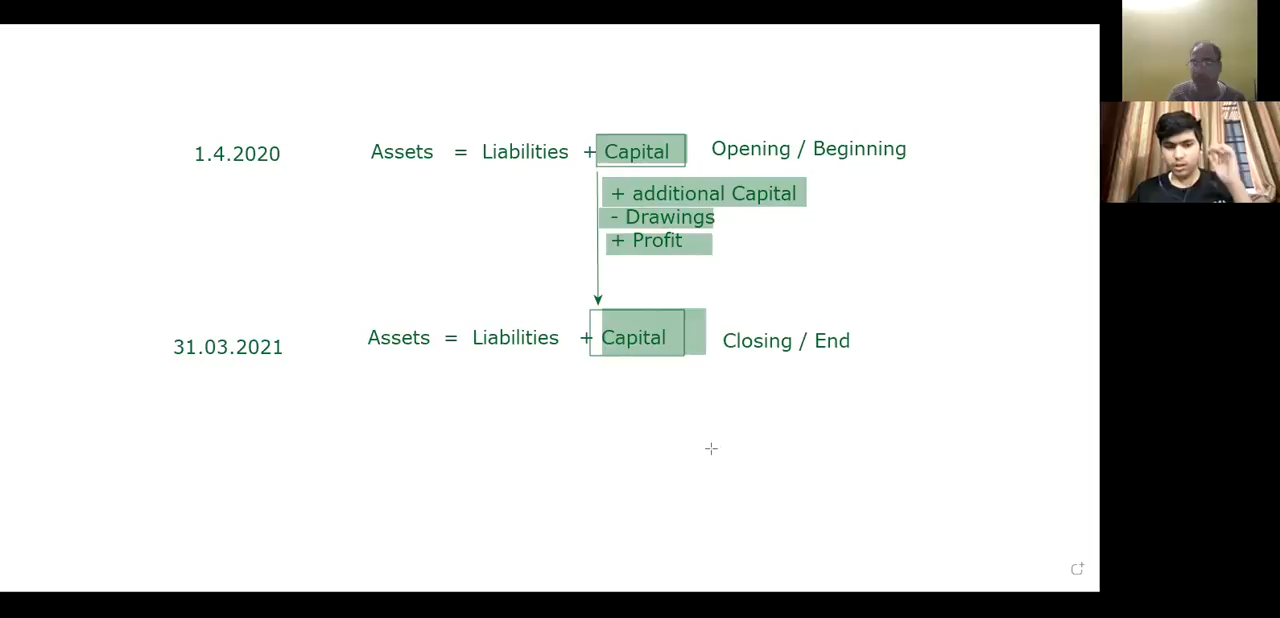 1.4.2020 Assets = Liabilities + Capital Opening / Beginning
+ additional Capital
- Drawings
+ Profit
31.03.2021 Assets = Liabilities + Capital Closing / End